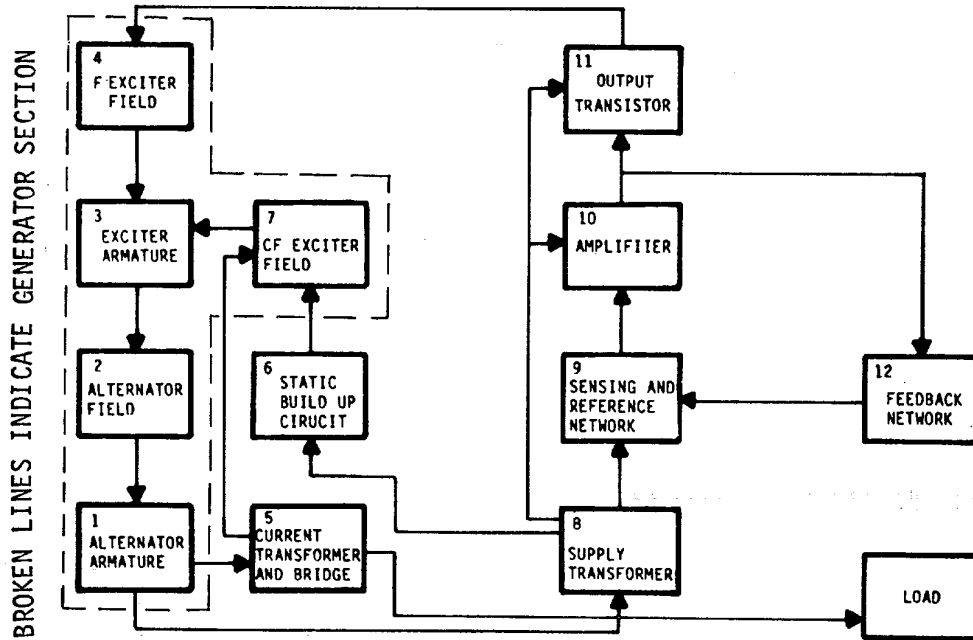 BROKEN LINES INDICATE GENERATOR SECTION
4
F EXCITER
FIELD
3
EXCITER
ARMATURE
2
ALTERNATOR
FIELD
1
ALTERNATOR
ARMATURE
7
CF EXCITER
FIELD
6
STATIC
BUILD UP
CIRUCIT
5
CURRENT
TRANSFORMER
AND BRIDGE
11
OUTPUT
TRANSISTOR
10
AMPLIFIIER
9
SENSING AND
REFERENCE
NETWORK
8
SUPPLY
TRANSFORMER
12
FEEDBACK
NETWORK
LOAD